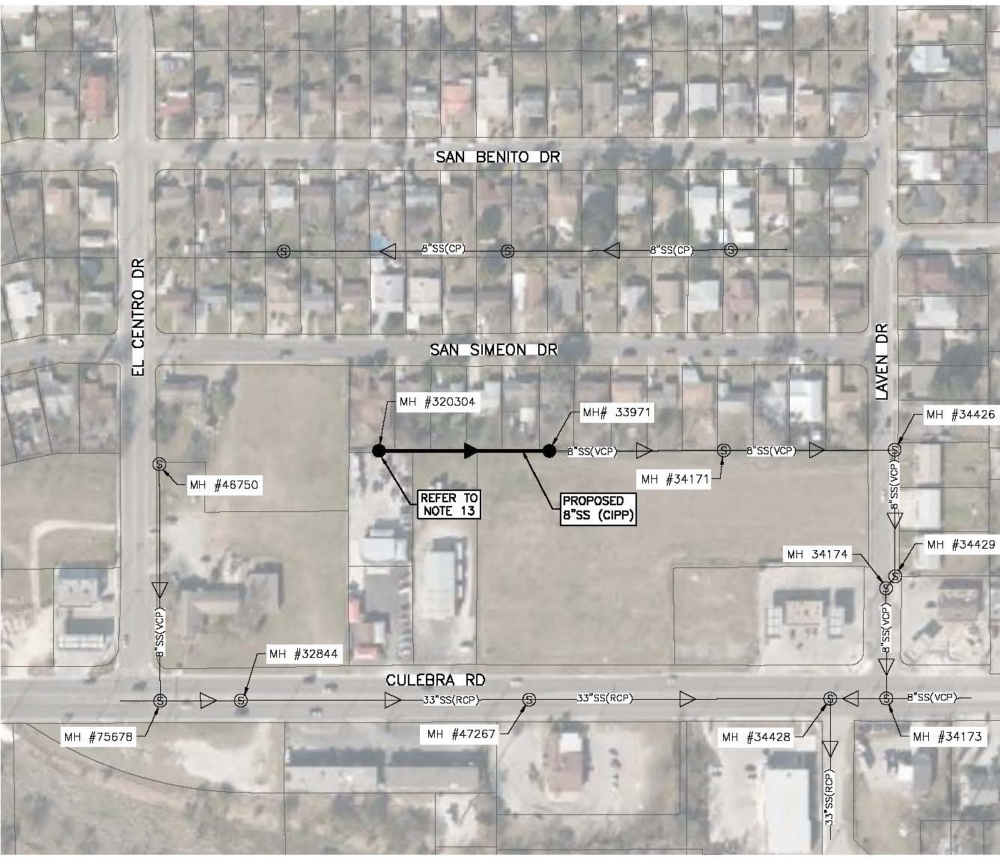 SAN BENITO DR
8"SS(CP)
8"SS(CP)
EL CENTRO DR
SAN SIMEON DR
LAVEN DR
MH #320304
MH# 33971
MH #34426
8"SS(VCP)
8"SS(VCP)
MH #34171
MH #46750
REFER TO
NOTE 13
PROPOSED
8"SS (CIPP)
8"SS(VCP)
MH 34174
MH #34429
8"SS(VCP)
8"SS(VCP)
MH #32844
CULEBRA RD
33"SS(RCP)
33"SS(RCP)
8"SS(VCP)
MH #75678
MH #47267
MH #34428
MH #34173
33"SS(RCP)
S
S
S
S
S
S
S
S
S
S
S
S
S
S